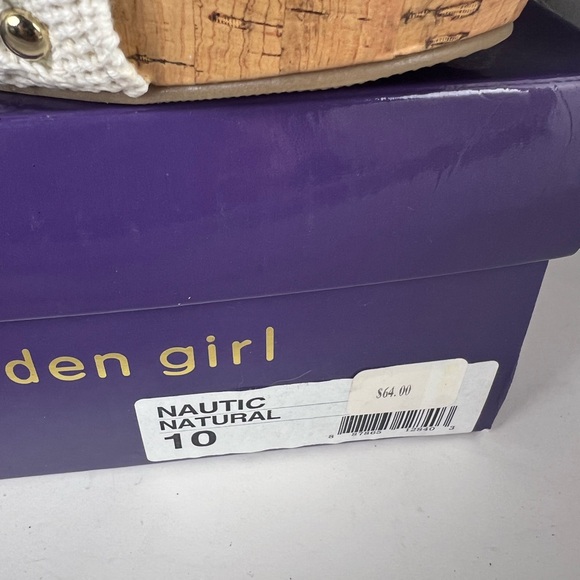 den girl
$64.00
NAUTIC
NATURAL
10